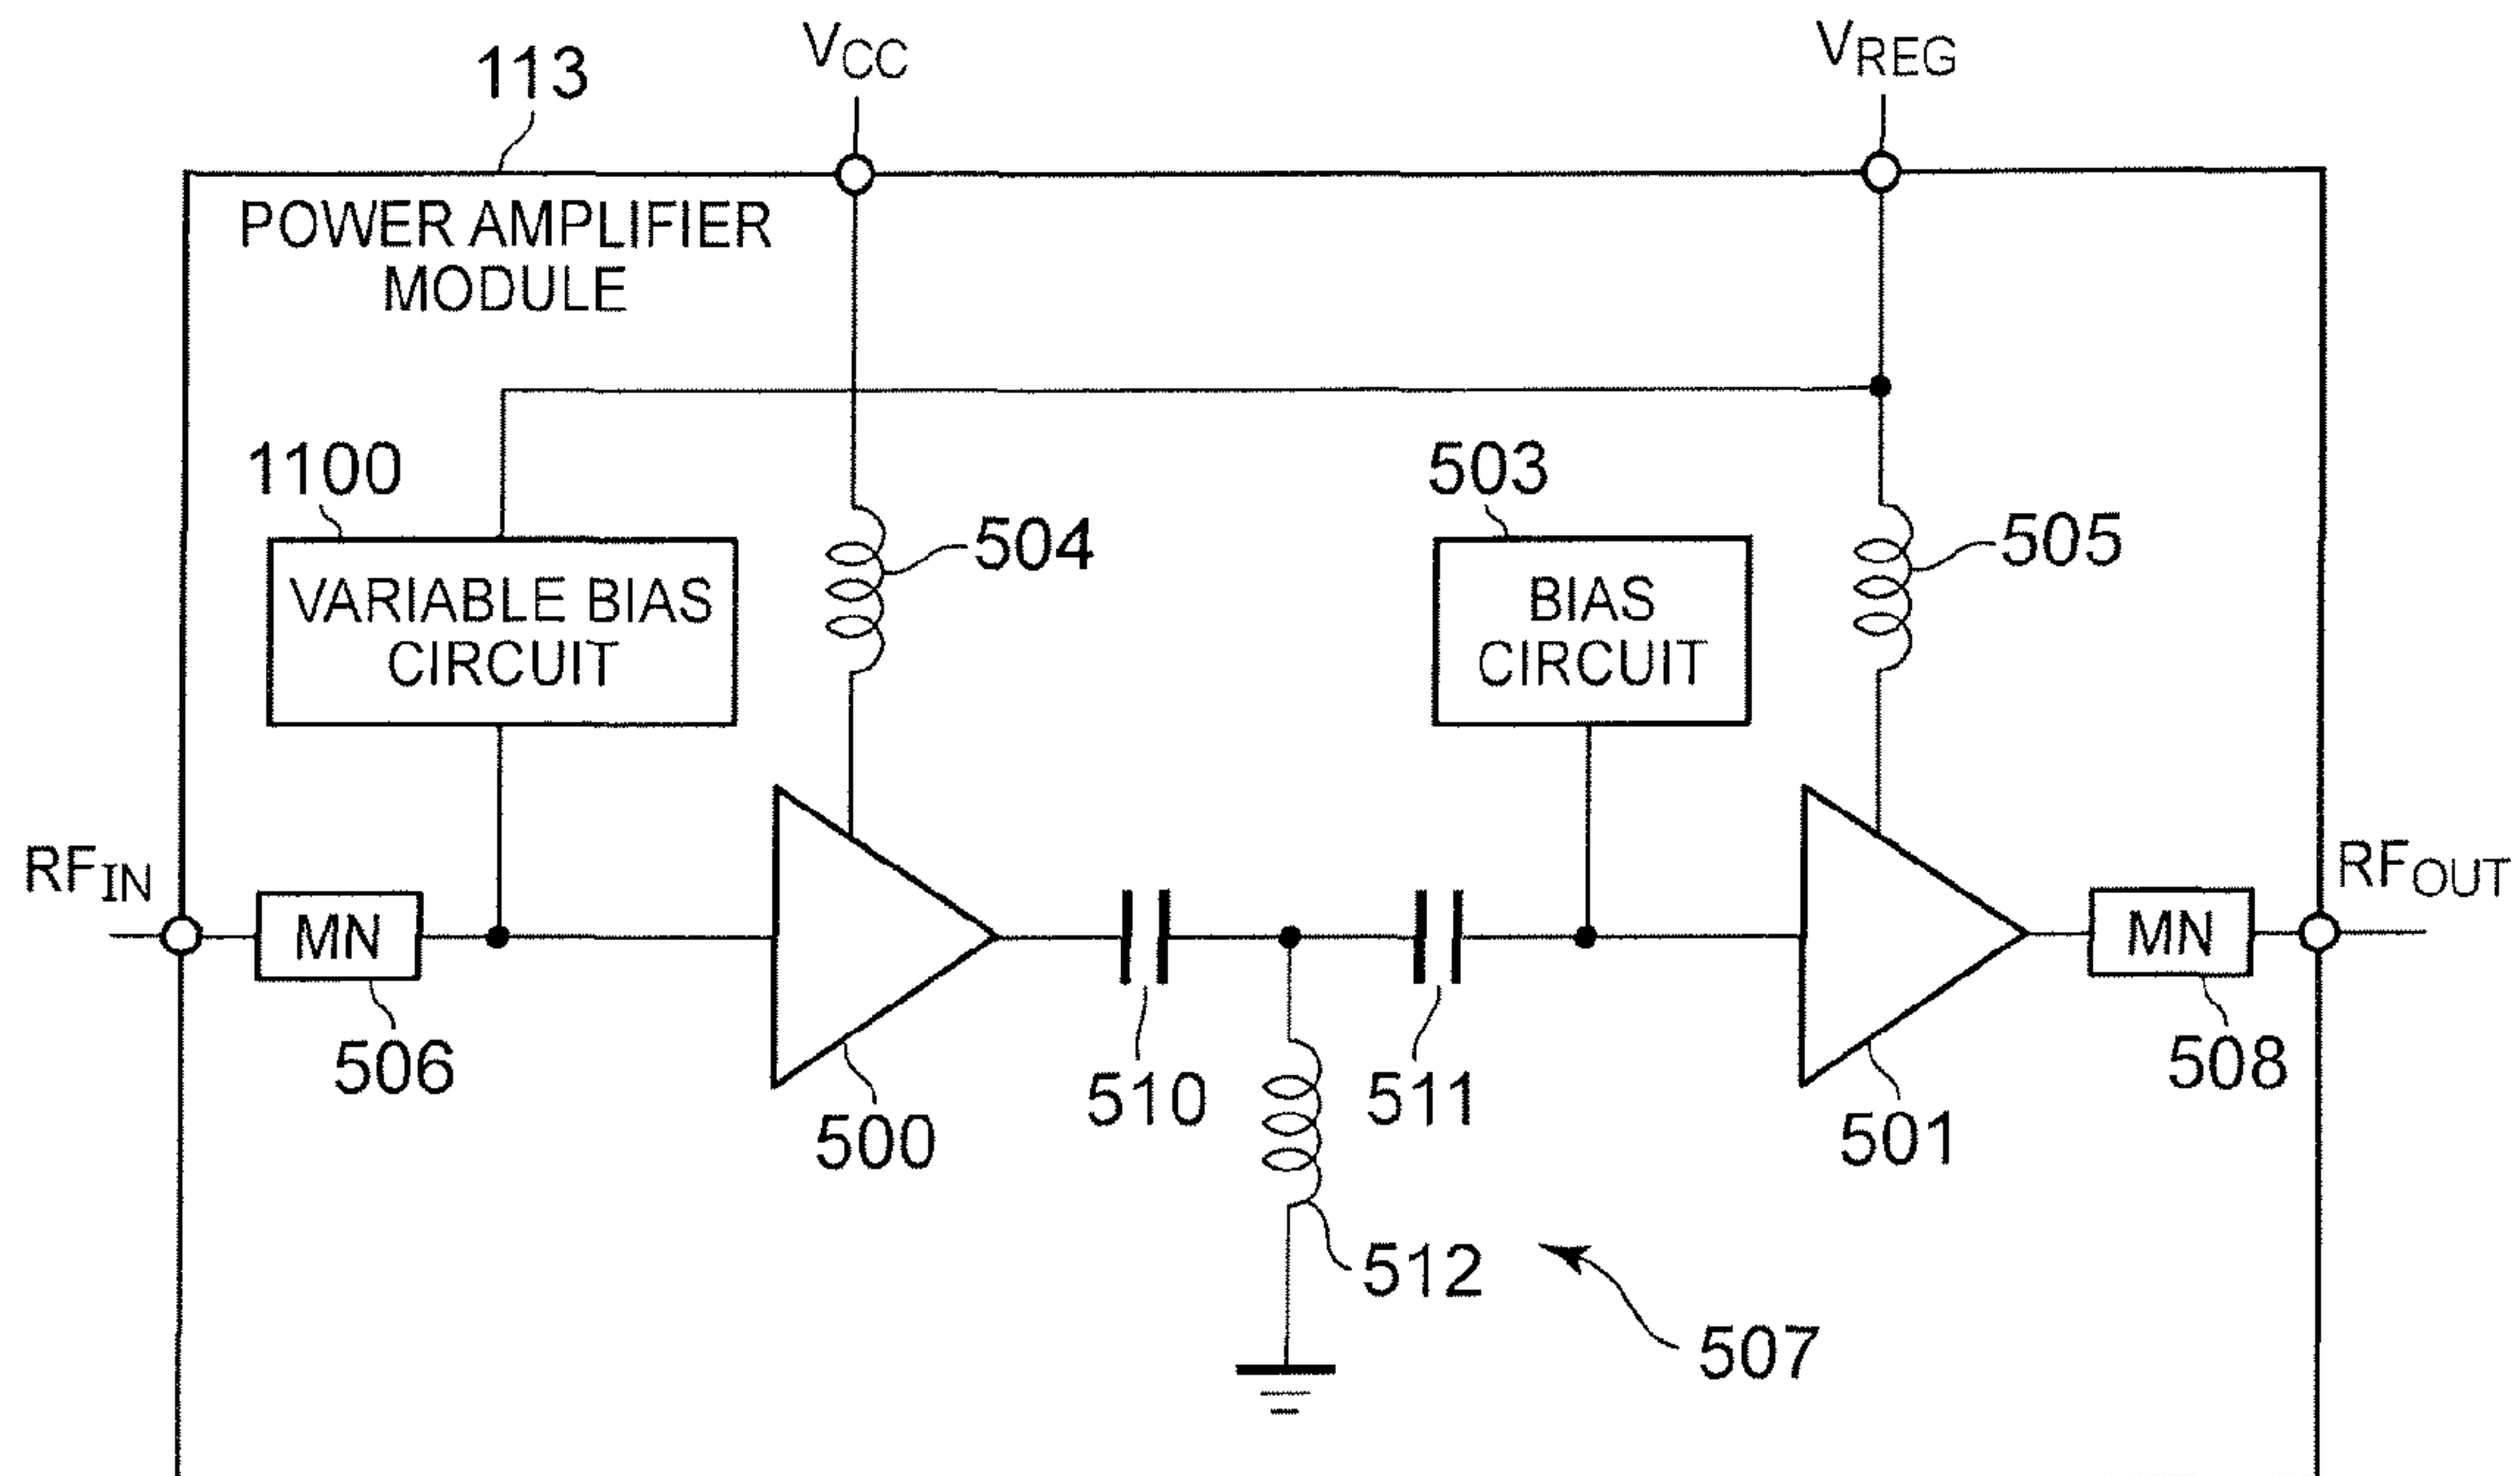 113
VCC
VREG
POWER AMPLIFIER
MODULE
1100
503
504
505
VARIABLE BIAS
CIRCUIT
BIAS
CIRCUIT
RFIN
MN
MN
RFOUT
506
500
510
511
501
508
512
507